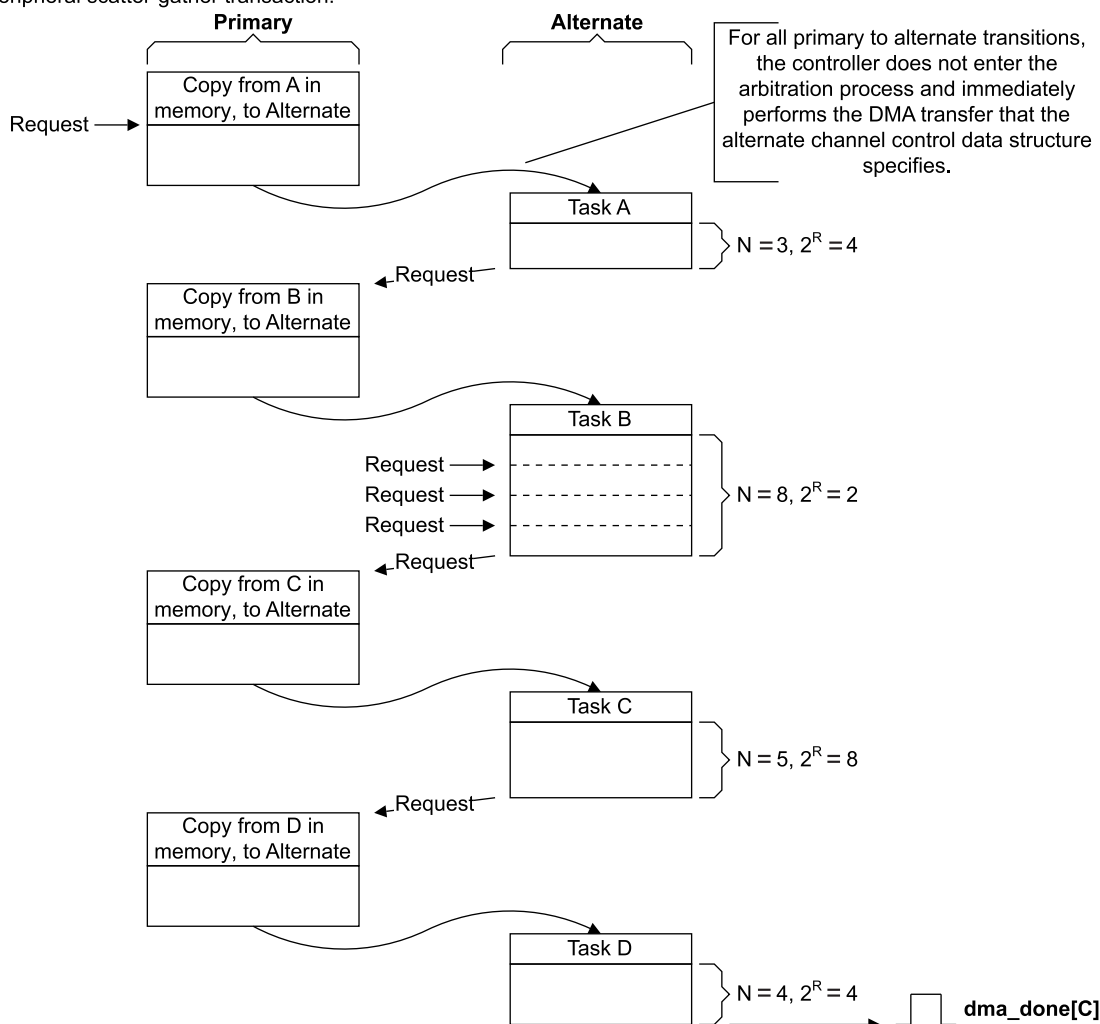 peripheral scatter-gather transaction.
Primary
Alternate
For all primary to alternate transitions,
the controller does not enter the
arbitration process and immediately
performs the DMA transfer that the
alternate channel control data structure
specifies.
Copy from A in
memory, to Alternate
Request
Task A
N = 3, 2^R = 4
Request
Copy from B in
memory, to Alternate
Task B
Request
Request
Request
N = 8, 2^R = 2
Request
Copy from C in
memory, to Alternate
Task C
N = 5, 2^R = 8
Request
Copy from D in
memory, to Alternate
Task D
N = 4, 2^R = 4
dma_done[C]